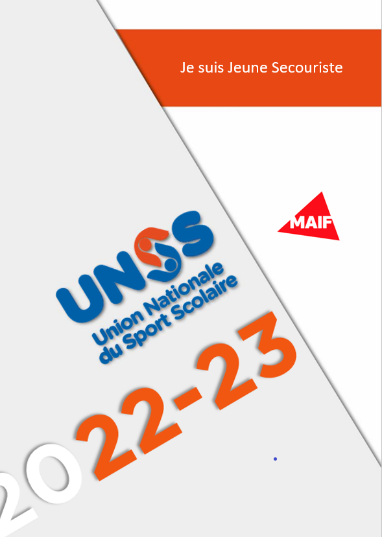 Je suis Jeune Secouriste
MAIF
UNSS
Union Nationale
du Sport Scolaire
2022-23